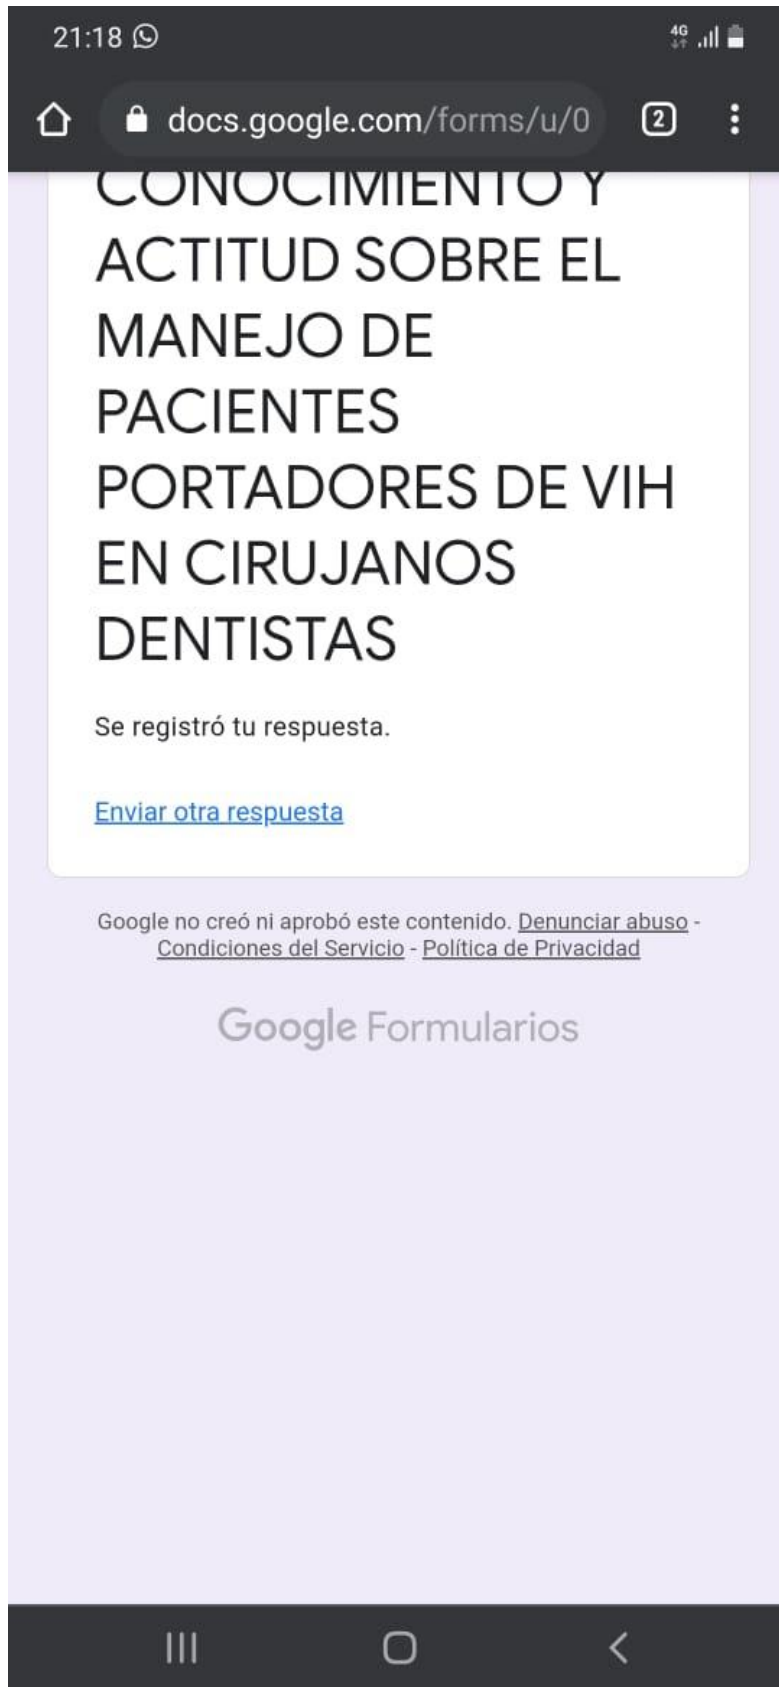 21:18
4G
docs.google.com/forms/u/0
2
CONOCIMIENTO Y
ACTITUD SOBRE EL
MANEJO DE
PACIENTES
PORTADORES DE VIH
EN CIRUJANOS
DENTISTAS
Se registró tu respuesta.
Enviar otra respuesta
Google no creó ni aprobó este contenido. Denunciar abuso -
Condiciones del Servicio - Política de Privacidad
Google Formularios